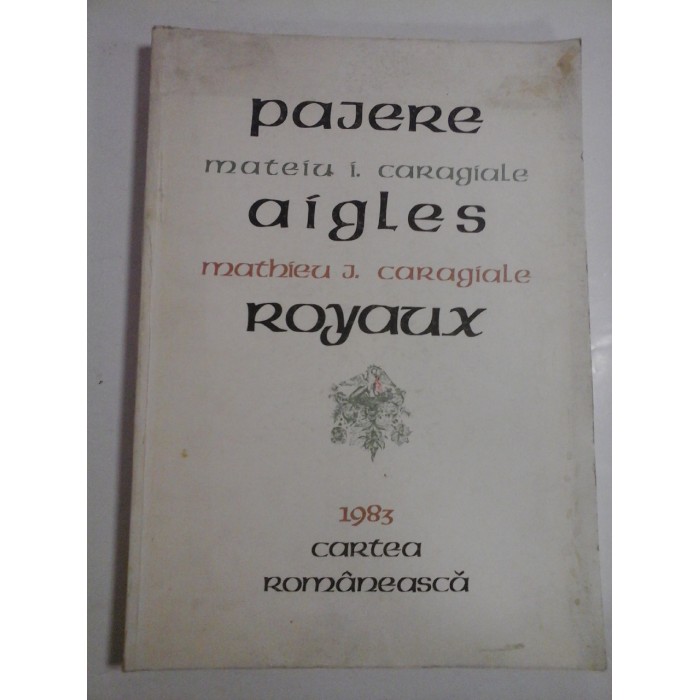 pajere
mateiu i. caragiale
aigles
mathieu j. caragiale
royaux
1983
cartea
românească